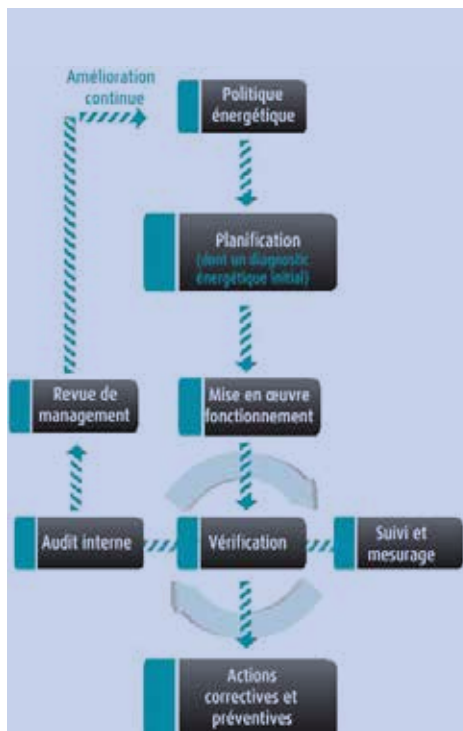 Amélioration
continue
Politique
énergétique
Planification
(dont un diagnostic
énergétique initial)
Revue de
management
Mise en œuvre
fonctionnement
Audit interne
Vérification
Suivi et
mesurage
Actions
correctives et
préventives